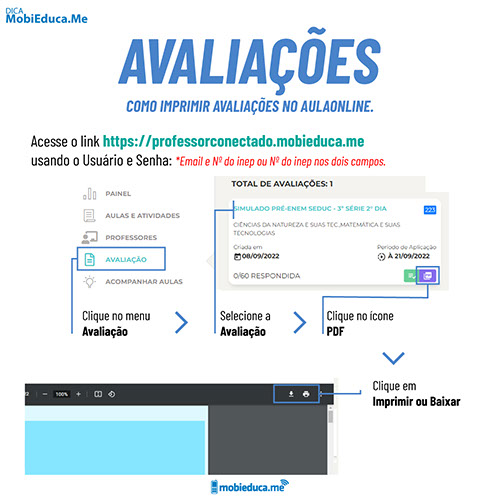 DICA
MobiEduca.Me
AVALIAÇÕES
COMO IMPRIMIR AVALIAÇÕES NO AULAONLINE.
Acesse o link https://professorconectado.mobieduca.me
usando o Usuário e Senha: *Email e Nº do inep ou Nº do inep nos dois campos.
PAINEL
AULAS E ATIVIDADES
PROFESSORES
AVALIAÇÃO
ACOMPANHAR AULAS
TOTAL DE AVALIAÇÕES: 1
SIMULADO PRÉ-ENEM SEDUC - 3ª SÉRIE 2º DIA
223
CIÊNCIAS DA NATUREZA E SUAS TEC.,MATEMÁTICA E SUAS
TECNOLOGIAS
Criada em
Período de Aplicação
08/09/2022
À 21/09/2022
0/60 RESPONDIDA
Clique no menu
Avaliação
Selecione a
Avaliação
Clique no ícone
PDF
Clique em
Imprimir ou Baixar
100%
mobieduca.me